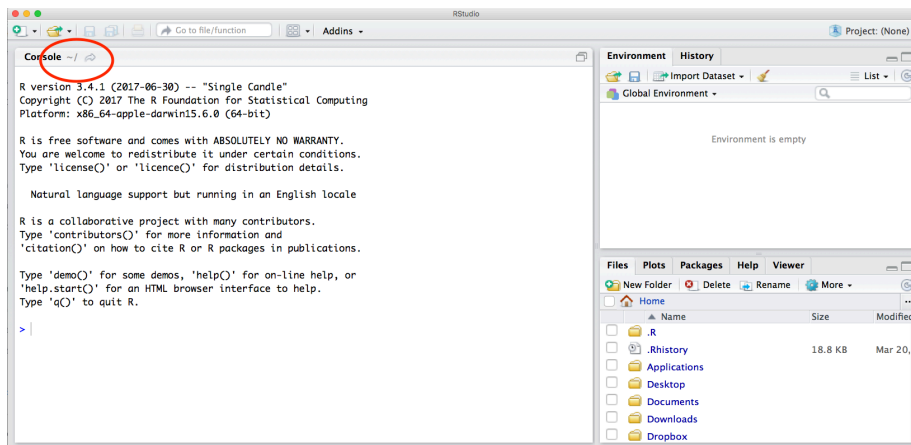 RStudio
Go to file/function
Addins
Project: (None)
Console ~/
R version 3.4.1 (2017-06-30) -- "Single Candle"
Copyright (C) 2017 The R Foundation for Statistical Computing
Platform: x86_64-apple-darwin15.6.0 (64-bit)
R is free software and comes with ABSOLUTELY NO WARRANTY.
You are welcome to redistribute it under certain conditions.
Type 'license()' or 'licence()' for distribution details.
Natural language support but running in an English locale
R is a collaborative project with many contributors.
Type 'contributors()' for more information and
'citation()' on how to cite R or R packages in publications.
Type 'demo()' for some demos, 'help()' for on-line help, or
'help.start()' for an HTML browser interface to help.
Type 'q()' to quit R.
>
Environment History
Import Dataset List
Global Environment
Environment is empty
Files Plots Packages Help Viewer
New Folder Delete Rename More
Home
Name Size Modified
.R
.Rhistory 18.8 KB Mar 20,
Applications
Desktop
Documents
Downloads
Dropbox